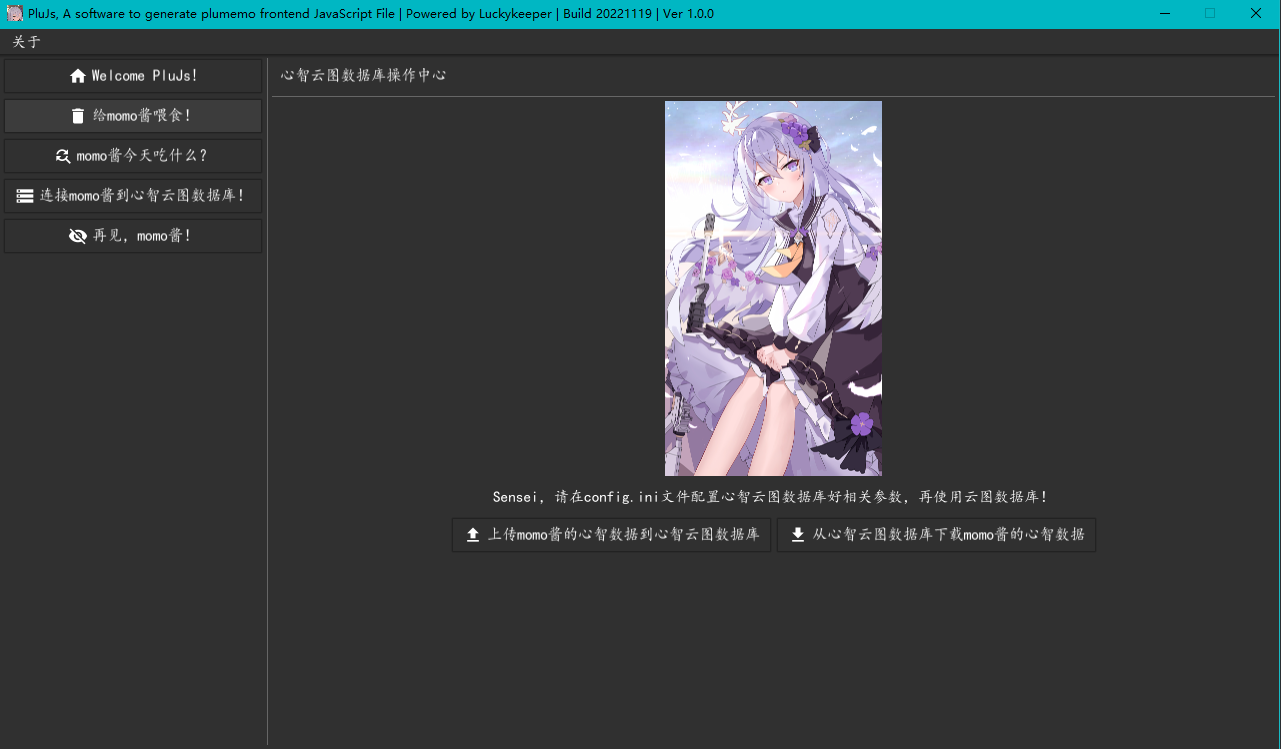 PluJs, A software to generate plumemo frontend JavaScript File | Powered by Luckykeeper | Build 20221119 | Ver 1.0.0
关于
Welcome PluJs!
给momo酱喂食!
momo酱今天吃什么?
连接momo酱到心智云图数据库!
再见, momo酱!
心智云图数据库操作中心
Sensei, 请在config.ini文件配置心智云图数据库好相关参数, 再使用云图数据库!
上传momo酱的心智数据到心智云图数据库
从心智云图数据库下载momo酱的心智数据